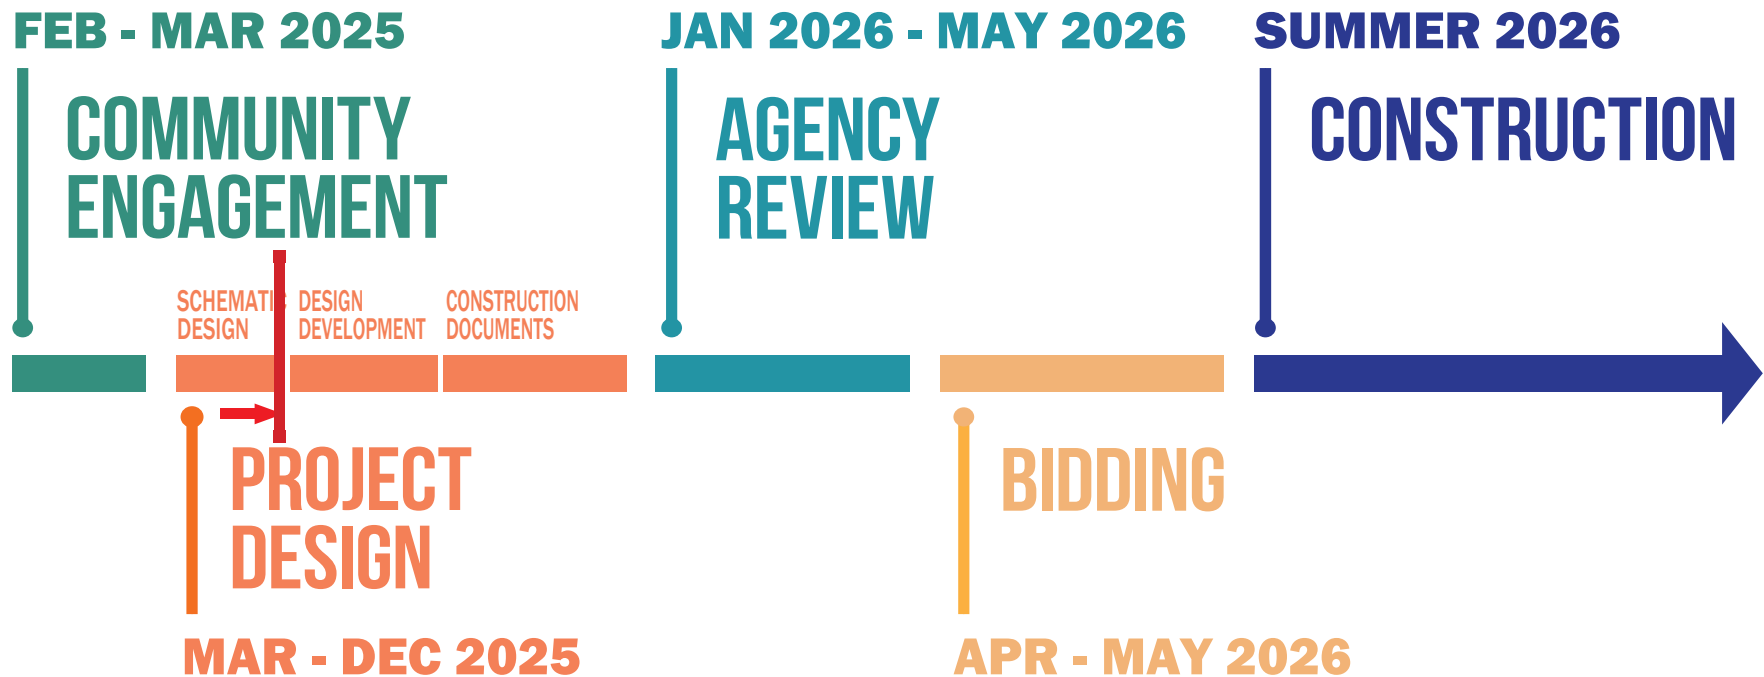 FEB - MAR 2025
COMMUNITY
ENGAGEMENT
JAN 2026 - MAY 2026
AGENCY
REVIEW
SUMMER 2026
CONSTRUCTION
SCHEMATIC
DESIGN
DESIGN
DEVELOPMENT
CONSTRUCTION
DOCUMENTS
PROJECT
DESIGN
MAR - DEC 2025
BIDDING
APR - MAY 2026